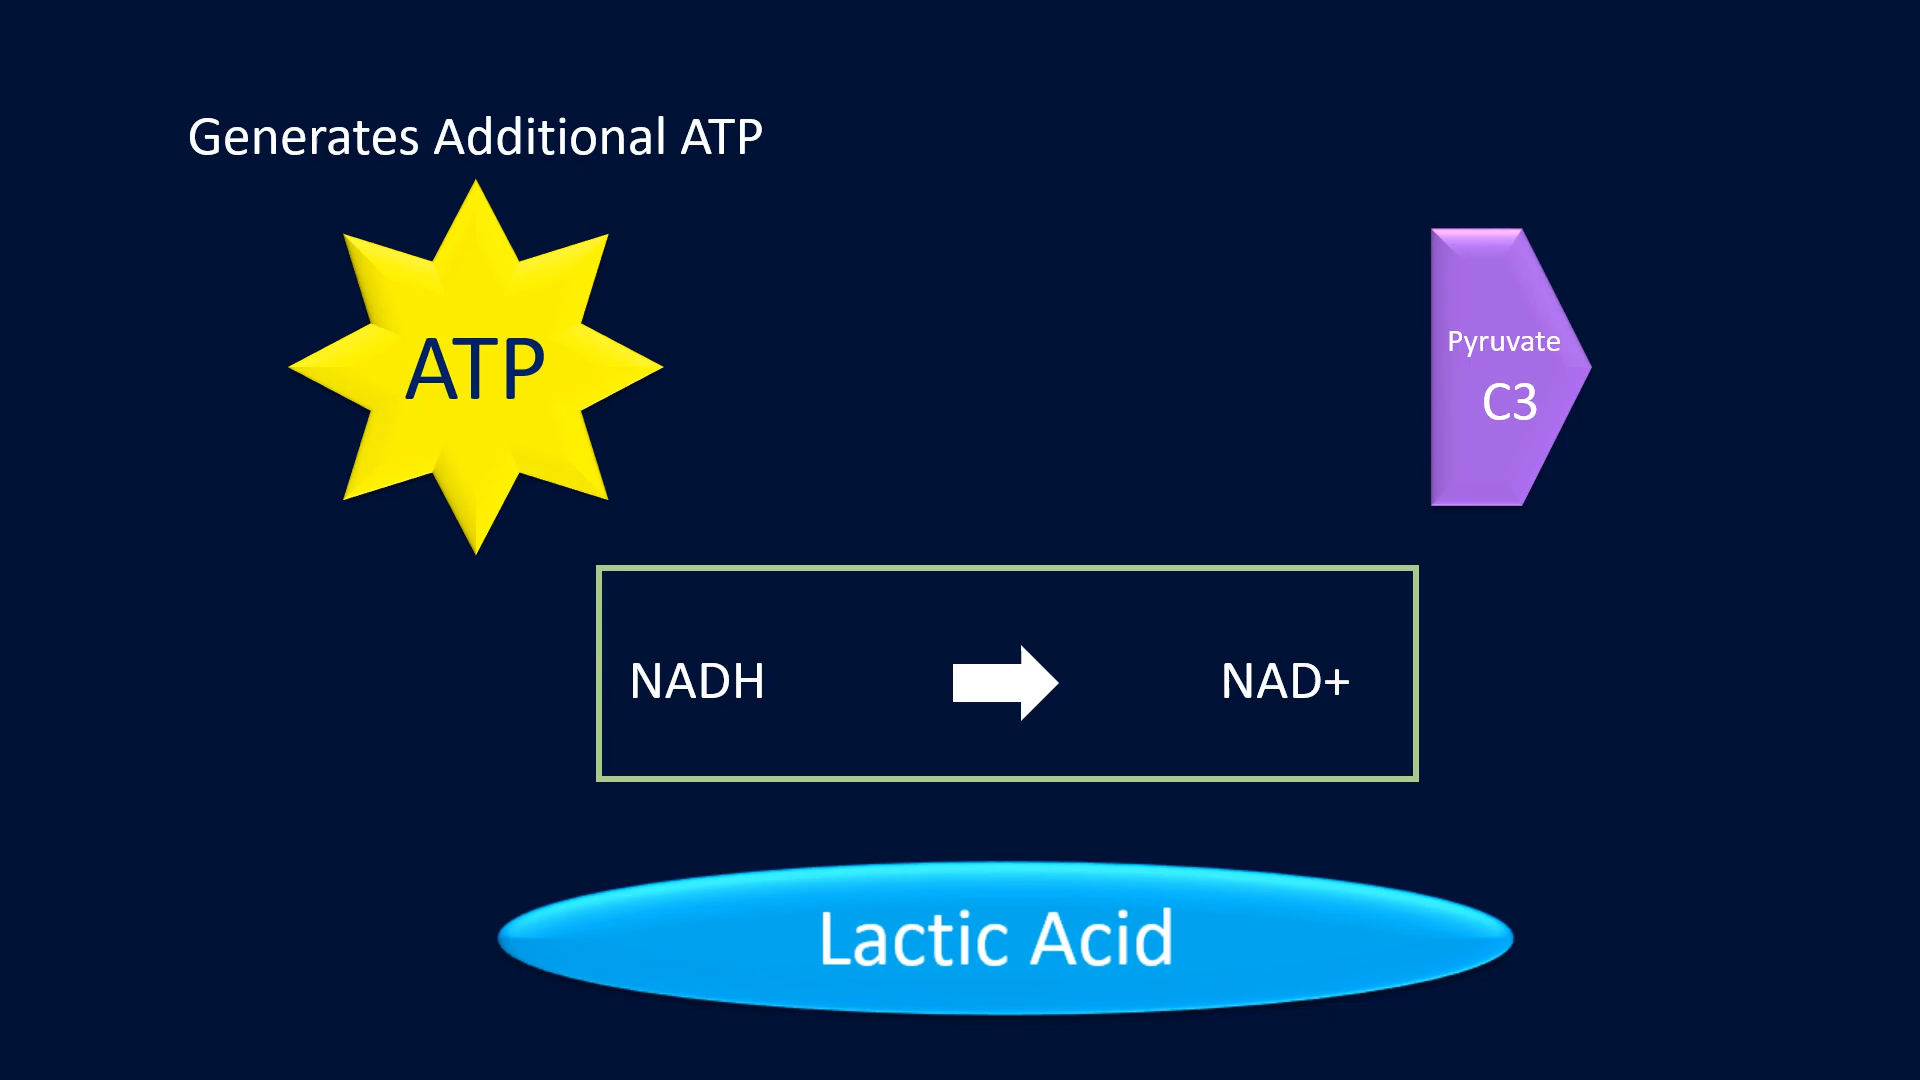 Generates Additional ATP
ATP
Pyruvate
C3
NADH
NAD+
Lactic Acid